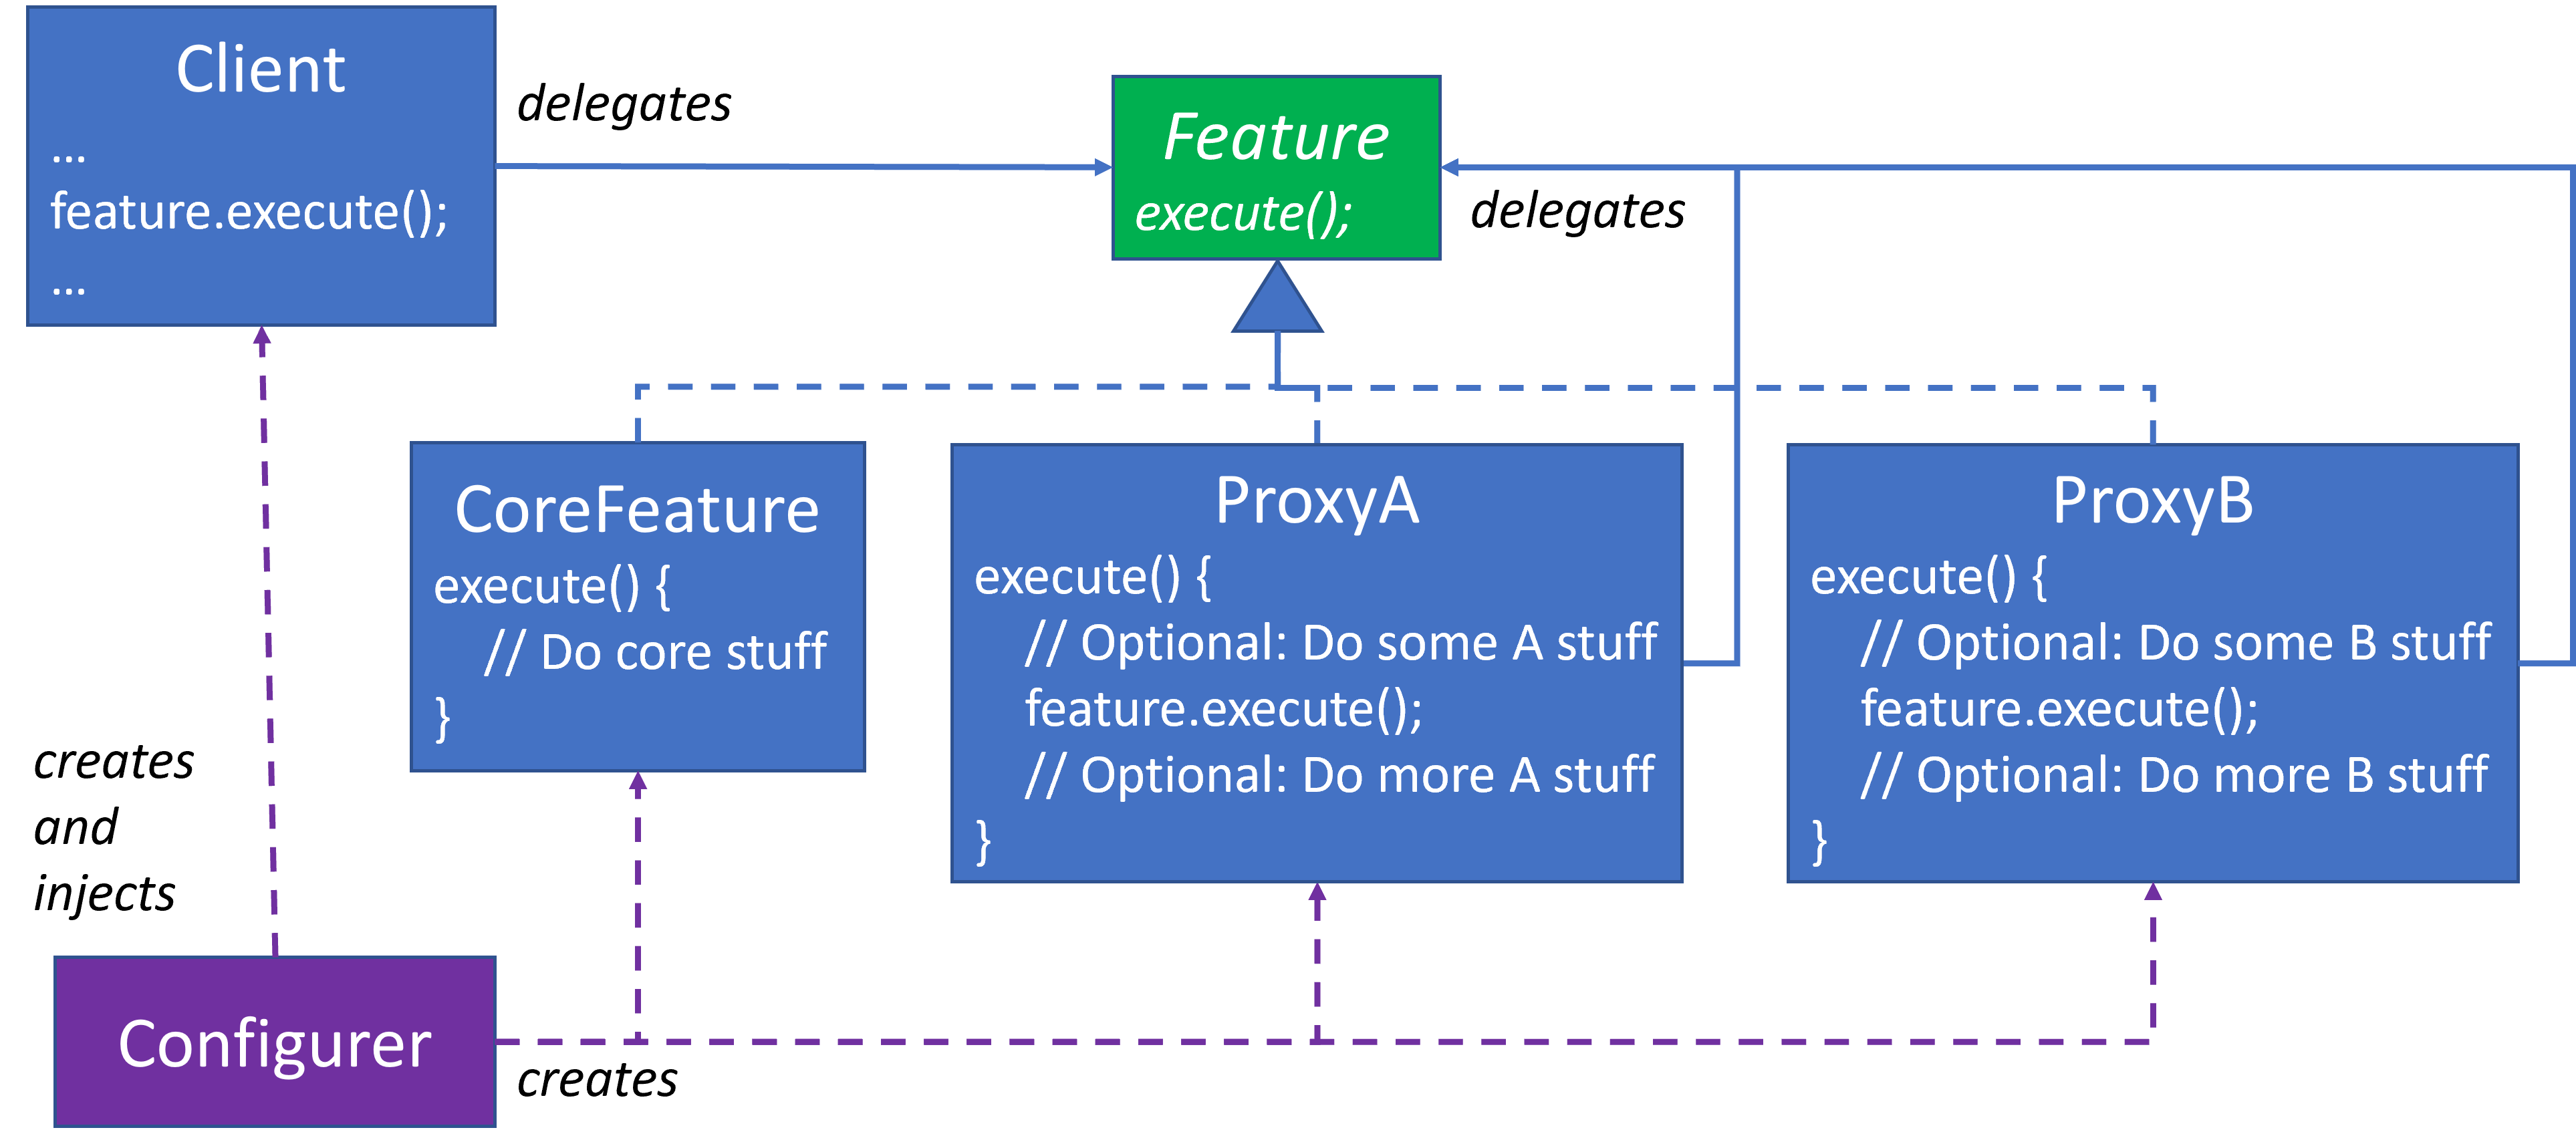 Client
...
feature.execute();
...
delegates
Feature
execute();
delegates
CoreFeature
execute() {
// Do core stuff
}
ProxyA
execute() {
// Optional: Do some A stuff
feature.execute();
// Optional: Do more A stuff
}
ProxyB
execute() {
// Optional: Do some B stuff
feature.execute();
// Optional: Do more B stuff
}
creates
and
injects
Configurer
creates